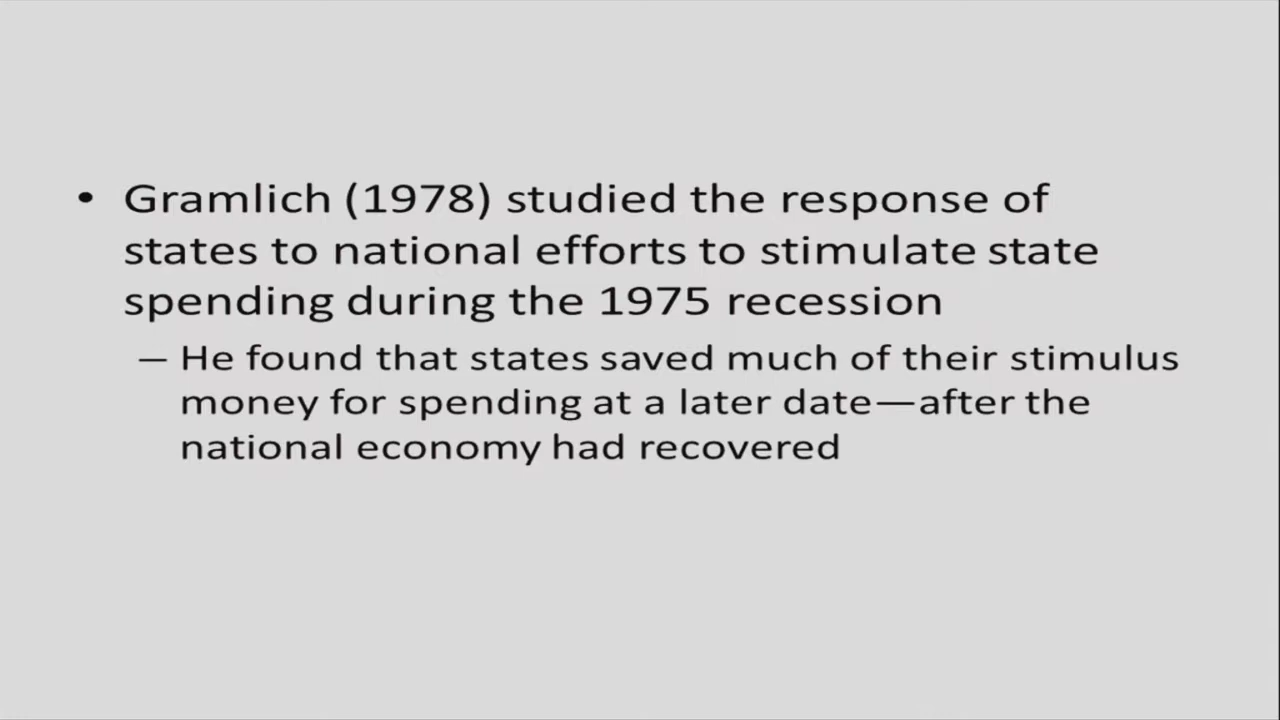 • Gramlich (1978) studied the response of
states to national efforts to stimulate state
spending during the 1975 recession
– He found that states saved much of their stimulus
money for spending at a later date—after the
national economy had recovered